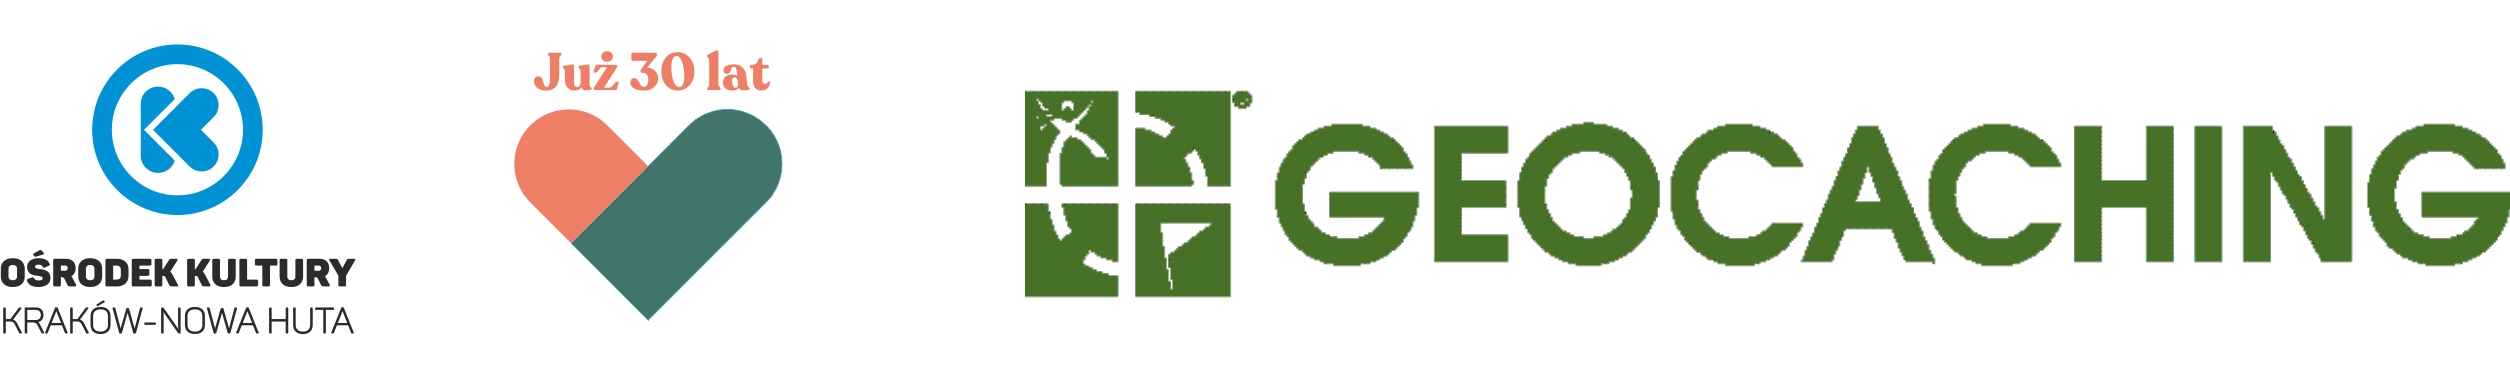 Już 30 lat
OŚRODEK KULTURY
KRAKÓW-NOWA HUTA
GEOCACHING